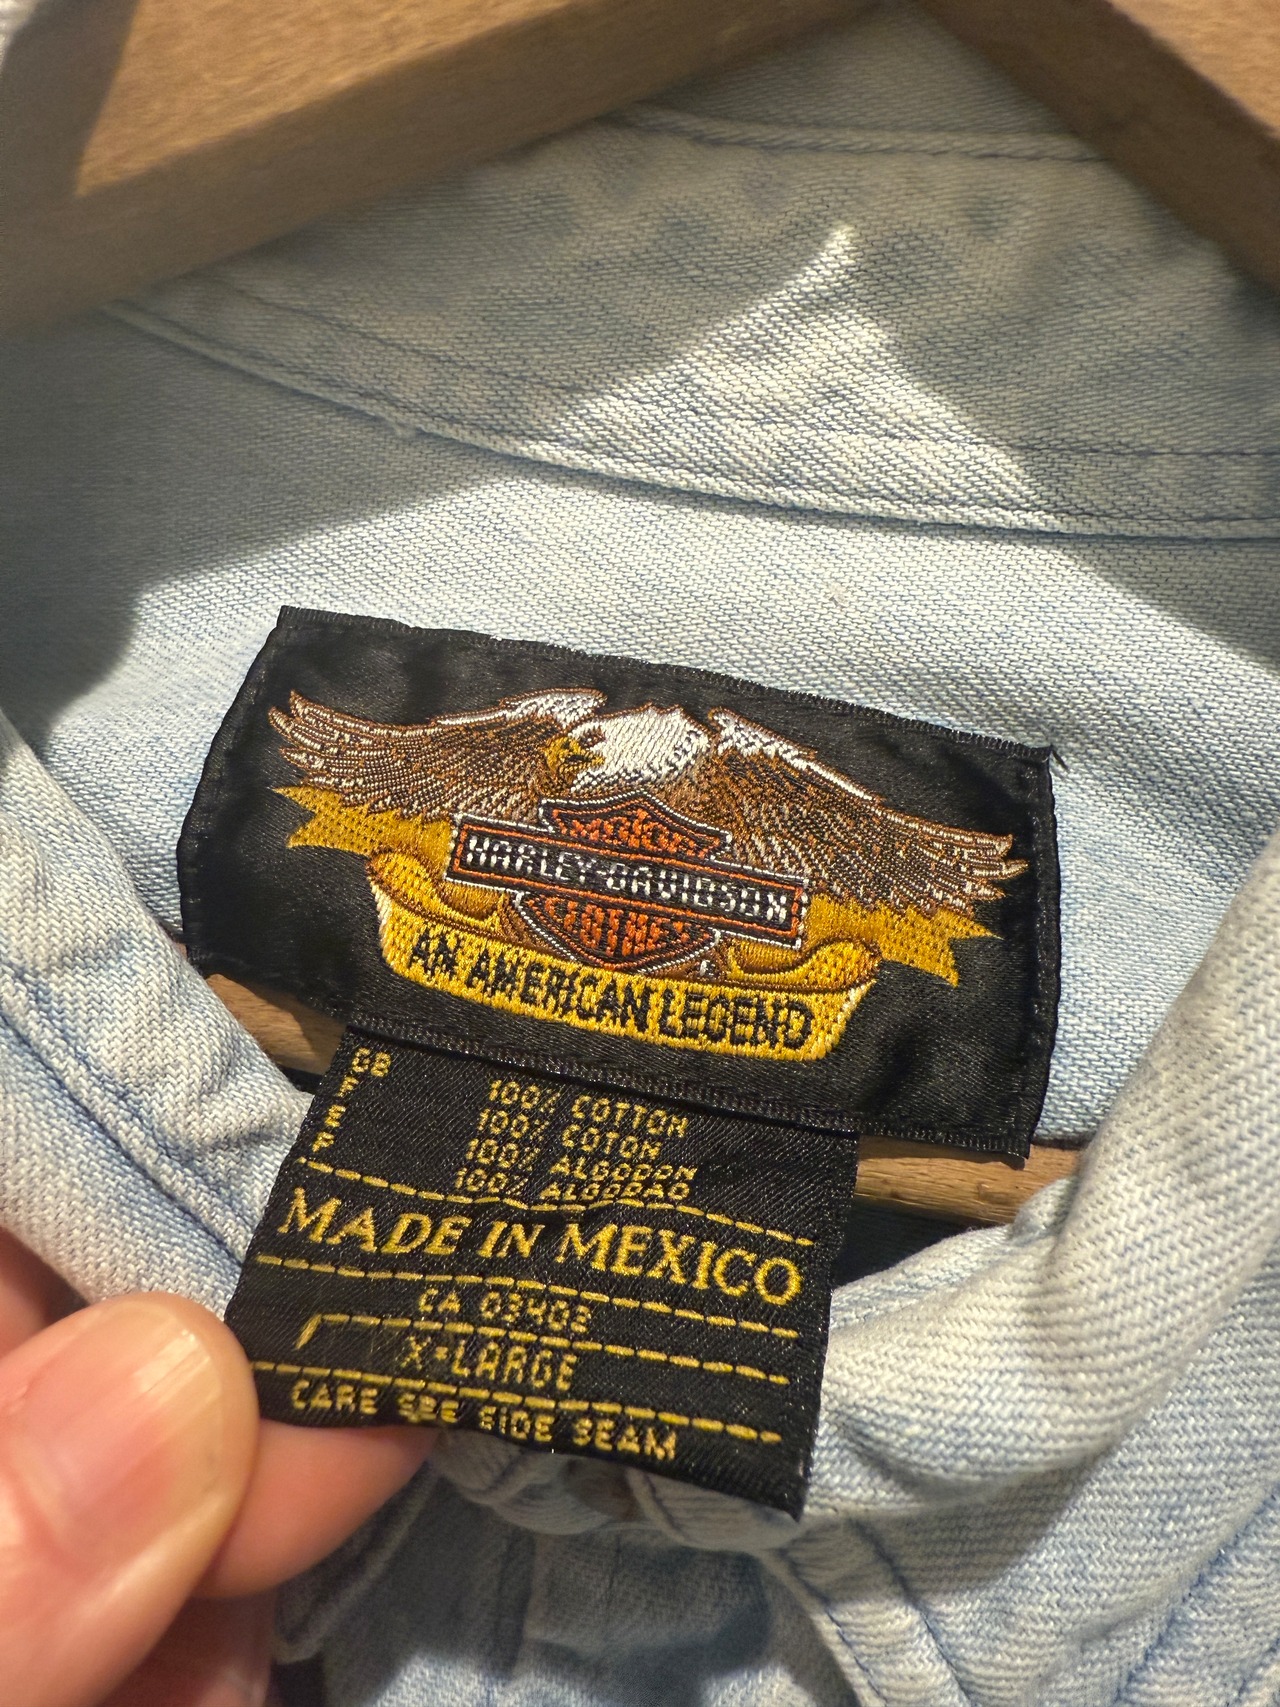 MOTOR
HARLEY-DAVIDSON
CLOTHES
AN AMERICAN LEGEND
GB 100% COTTON
F 100% COTON
E 100% ALGODON
P 100% ALGODAO
MADE IN MEXICO
CA 03402
X-LARGE
CARE SEE SIDE SEAM